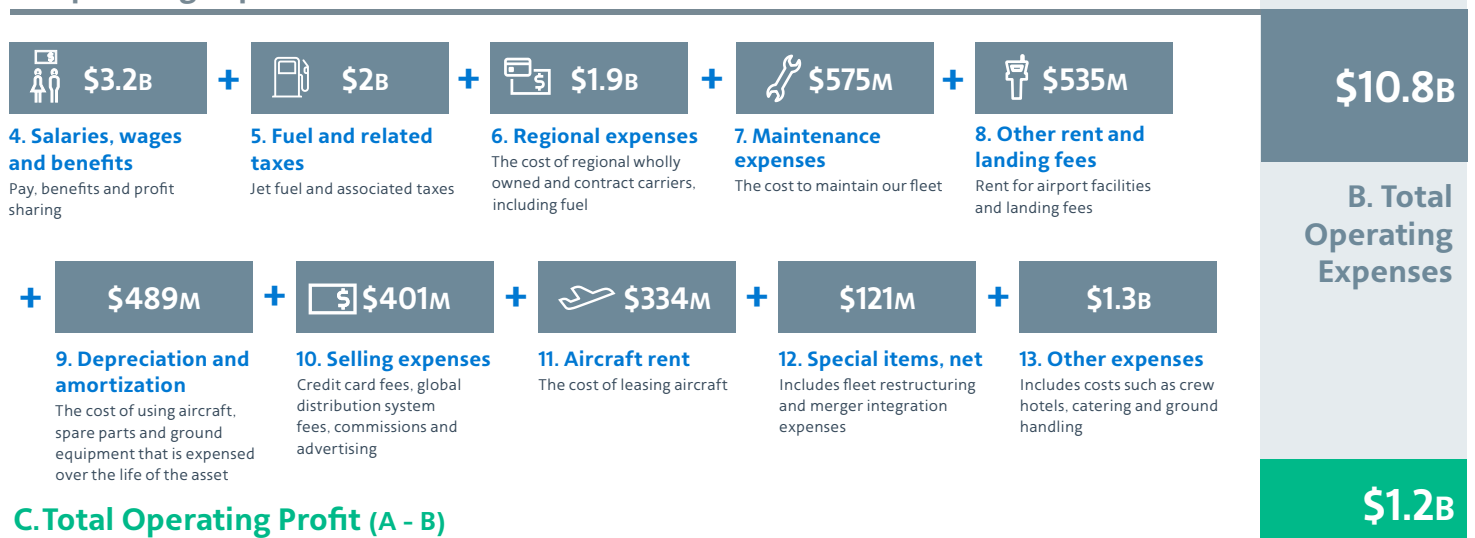 $3.2B + $2B + $1.9B + $575M + $535M
$10.8B
4. Salaries, wages
and benefits
Pay, benefits and profit
sharing
5. Fuel and related
taxes
Jet fuel and associated taxes
6. Regional expenses
The cost of regional wholly
owned and contract carriers,
including fuel
7. Maintenance
expenses
The cost to maintain our fleet
8. Other rent and
landing fees
Rent for airport facilities
and landing fees
B. Total
Operating
Expenses
+ $489M + $401M + $334M + $121M + $1.3B
9. Depreciation and
amortization
The cost of using aircraft,
spare parts and ground
equipment that is expensed
over the life of the asset
10. Selling expenses
Credit card fees, global
distribution system
fees, commissions and
advertising
11. Aircraft rent
The cost of leasing aircraft
12. Special items, net
Includes fleet restructuring
and merger integration
expenses
13. Other expenses
Includes costs such as crew
hotels, catering and ground
handling
C. Total Operating Profit (A - B)
$1.2B